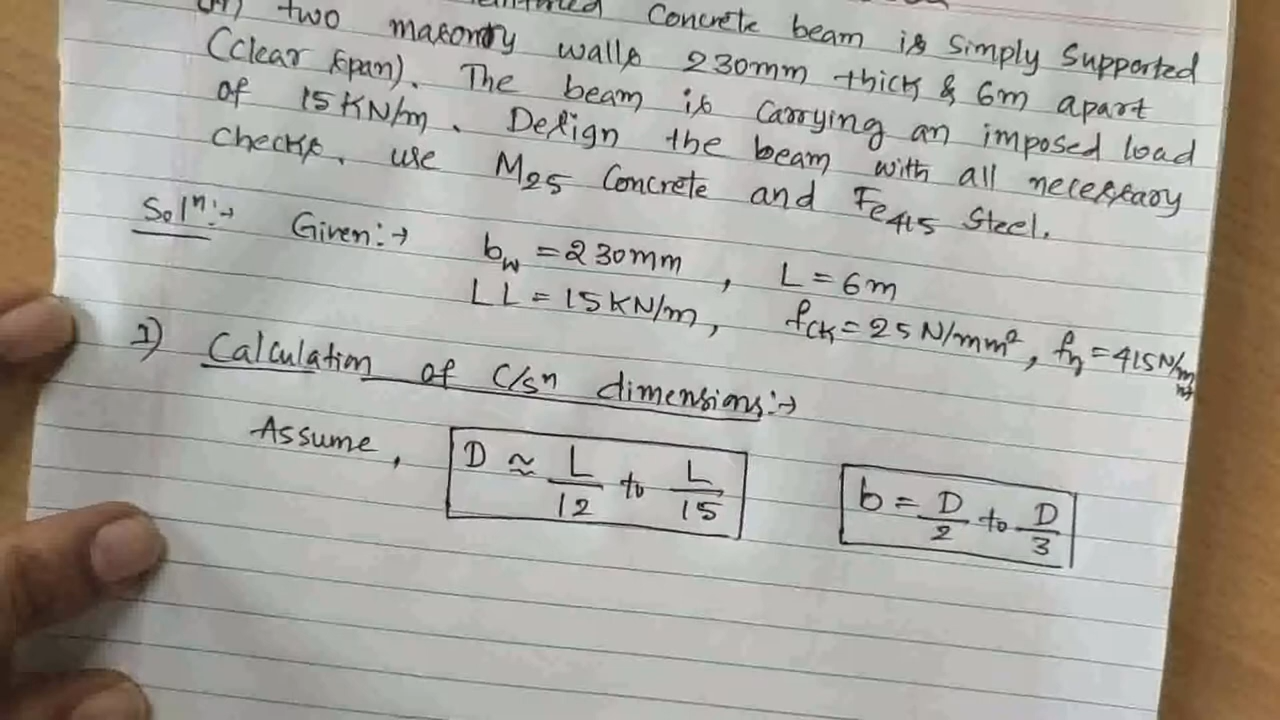 two masonry walls 230mm thick & 6m apart
(clear span). The beam is carrying an imposed load
of 15KN/m. Design the beam with all necessary
checks. use M25 Concrete and Fe415 Steel.
Concrete beam is simply supported
Solⁿ:→ Given:→ bw = 230mm, L = 6m
LL = 15KN/m, fck = 25N/mm², fy = 415N/mm²
1) Calculation of C/sⁿ dimensions:→
Assume, D ≈ L/12 to L/15 b = D/2 to D/3